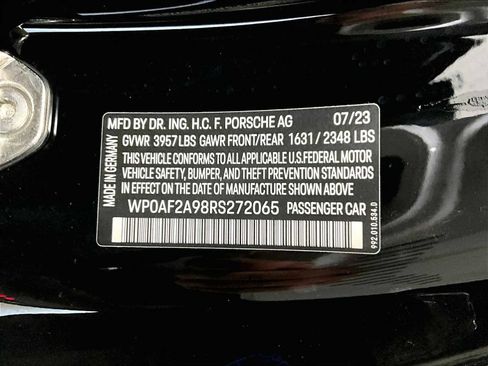 MFD BY DR. ING. H.C. F. PORSCHE AG 07/23
GVWR 3957 LBS GAWR FRONT/REAR 1631 / 2348 LBS
THIS VEHICLE CONFORMS TO ALL APPLICABLE U.S.FEDERAL MOTOR
VEHICLE SAFETY, BUMPER, AND THEFT PREVENTION STANDARDS
IN EFFECT ON THE DATE OF MANUFACTURE SHOWN ABOVE.
WP0AF2A98RS272065 PASSENGER CAR
MADE IN GERMANY
992.010.534.0